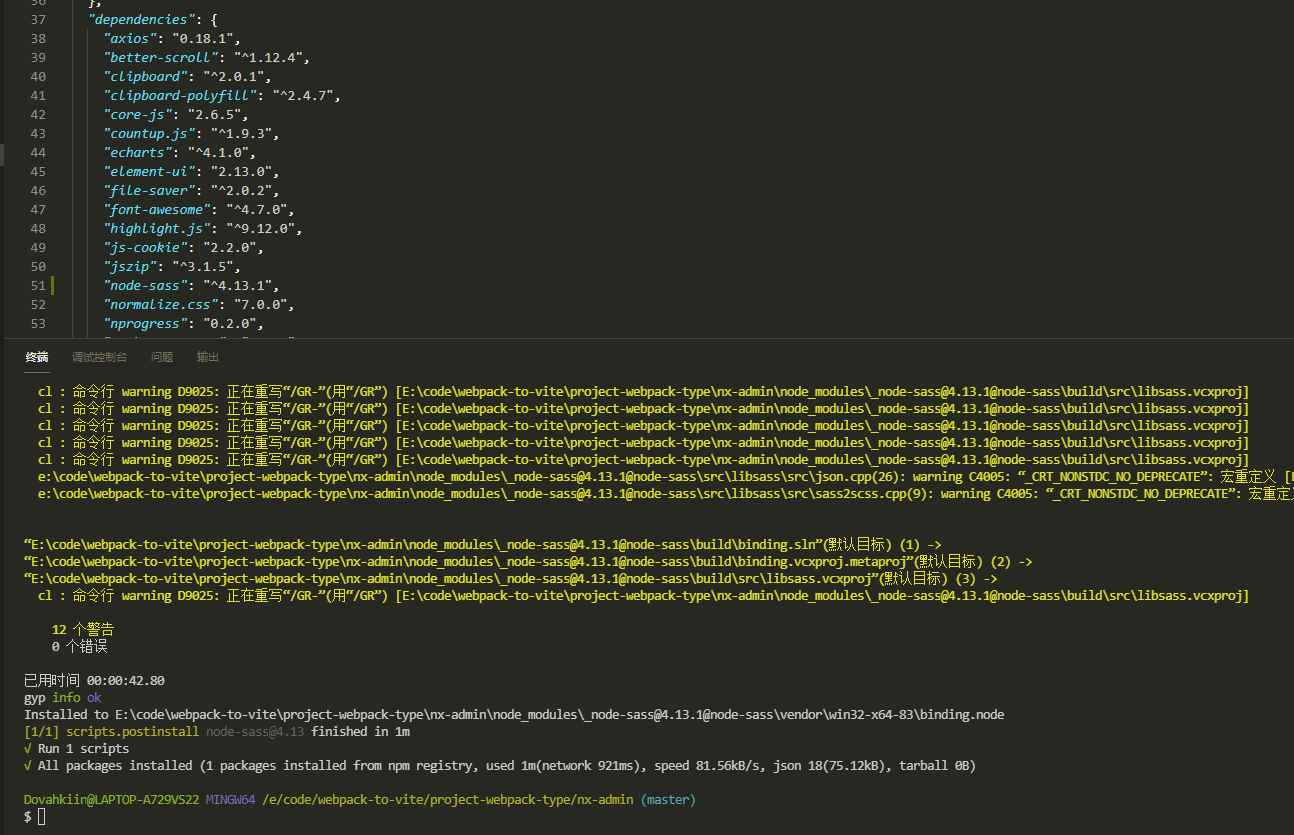 36 },
37 "dependencies": {
38 "axios": "0.18.1",
39 "better-scroll": "^1.12.4",
40 "clipboard": "^2.0.1",
41 "clipboard-polyfill": "^2.4.7",
42 "core-js": "2.6.5",
43 "countup.js": "^1.9.3",
44 "echarts": "^4.1.0",
45 "element-ui": "2.13.0",
46 "file-saver": "^2.0.2",
47 "font-awesome": "^4.7.0",
48 "highlight.js": "^9.12.0",
49 "js-cookie": "2.2.0",
50 "jszip": "^3.1.5",
51 "node-sass": "^4.13.1",
52 "normalize.css": "7.0.0",
53 "nprogress": "0.2.0",
终端 调试控制台 问题 输出
cl : 命令行 warning D9025: 正在重写“/GR-”(用“/GR”) [E:\code\webpack-to-vite\project-webpack-type\nx-admin\node_modules\_node-sass@4.13.1@node-sass\build\src\libsass.vcxproj]
cl : 命令行 warning D9025: 正在重写“/GR-”(用“/GR”) [E:\code\webpack-to-vite\project-webpack-type\nx-admin\node_modules\_node-sass@4.13.1@node-sass\build\src\libsass.vcxproj]
cl : 命令行 warning D9025: 正在重写“/GR-”(用“/GR”) [E:\code\webpack-to-vite\project-webpack-type\nx-admin\node_modules\_node-sass@4.13.1@node-sass\build\src\libsass.vcxproj]
cl : 命令行 warning D9025: 正在重写“/GR-”(用“/GR”) [E:\code\webpack-to-vite\project-webpack-type\nx-admin\node_modules\_node-sass@4.13.1@node-sass\build\src\libsass.vcxproj]
cl : 命令行 warning D9025: 正在重写“/GR-”(用“/GR”) [E:\code\webpack-to-vite\project-webpack-type\nx-admin\node_modules\_node-sass@4.13.1@node-sass\build\src\libsass.vcxproj]
e:\code\webpack-to-vite\project-webpack-type\nx-admin\node_modules\_node-sass@4.13.1@node-sass\src\libsass\src\json.cpp(26): warning C4005: “_CRT_NONSTDC_NO_DEPRECATE”: 宏重定义 [
e:\code\webpack-to-vite\project-webpack-type\nx-admin\node_modules\_node-sass@4.13.1@node-sass\src\libsass\src\sass2scss.cpp(9): warning C4005: “_CRT_NONSTDC_NO_DEPRECATE”: 宏重定
“E:\code\webpack-to-vite\project-webpack-type\nx-admin\node_modules\_node-sass@4.13.1@node-sass\build\binding.sln”(默认目标) (1) ->
“E:\code\webpack-to-vite\project-webpack-type\nx-admin\node_modules\_node-sass@4.13.1@node-sass\build\binding.vcxproj.metaproj”(默认目标) (2) ->
“E:\code\webpack-to-vite\project-webpack-type\nx-admin\node_modules\_node-sass@4.13.1@node-sass\build\src\libsass.vcxproj”(默认目标) (3) ->
cl : 命令行 warning D9025: 正在重写“/GR-”(用“/GR”) [E:\code\webpack-to-vite\project-webpack-type\nx-admin\node_modules\_node-sass@4.13.1@node-sass\build\src\libsass.vcxproj]
12 个警告
0 个错误
已用时间 00:00:42.80
gyp info ok
Installed to E:\code\webpack-to-vite\project-webpack-type\nx-admin\node_modules\_node-sass@4.13.1@node-sass\vendor\win32-x64-83\binding.node
[1/1] scripts.postinstall node-sass@4.13 finished in 1m
√ Run 1 scripts
√ All packages installed (1 packages installed from npm registry, used 1m(network 921ms), speed 81.56kB/s, json 18(75.12kB), tarball 0B)
Dovahkiin@LAPTOP-A729VS22 MINGW64 /e/code/webpack-to-vite/project-webpack-type/nx-admin (master)
$